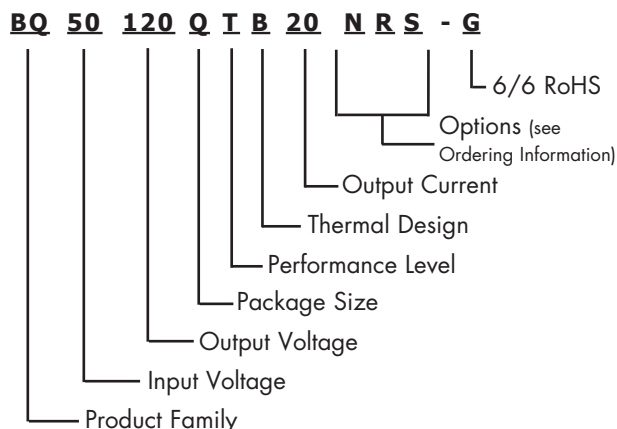 BQ 50 120 Q T B 20 N R S - G
6/6 RoHS
Options (see
Ordering Information)
Output Current
Thermal Design
Performance Level
Package Size
Output Voltage
Input Voltage
Product Family